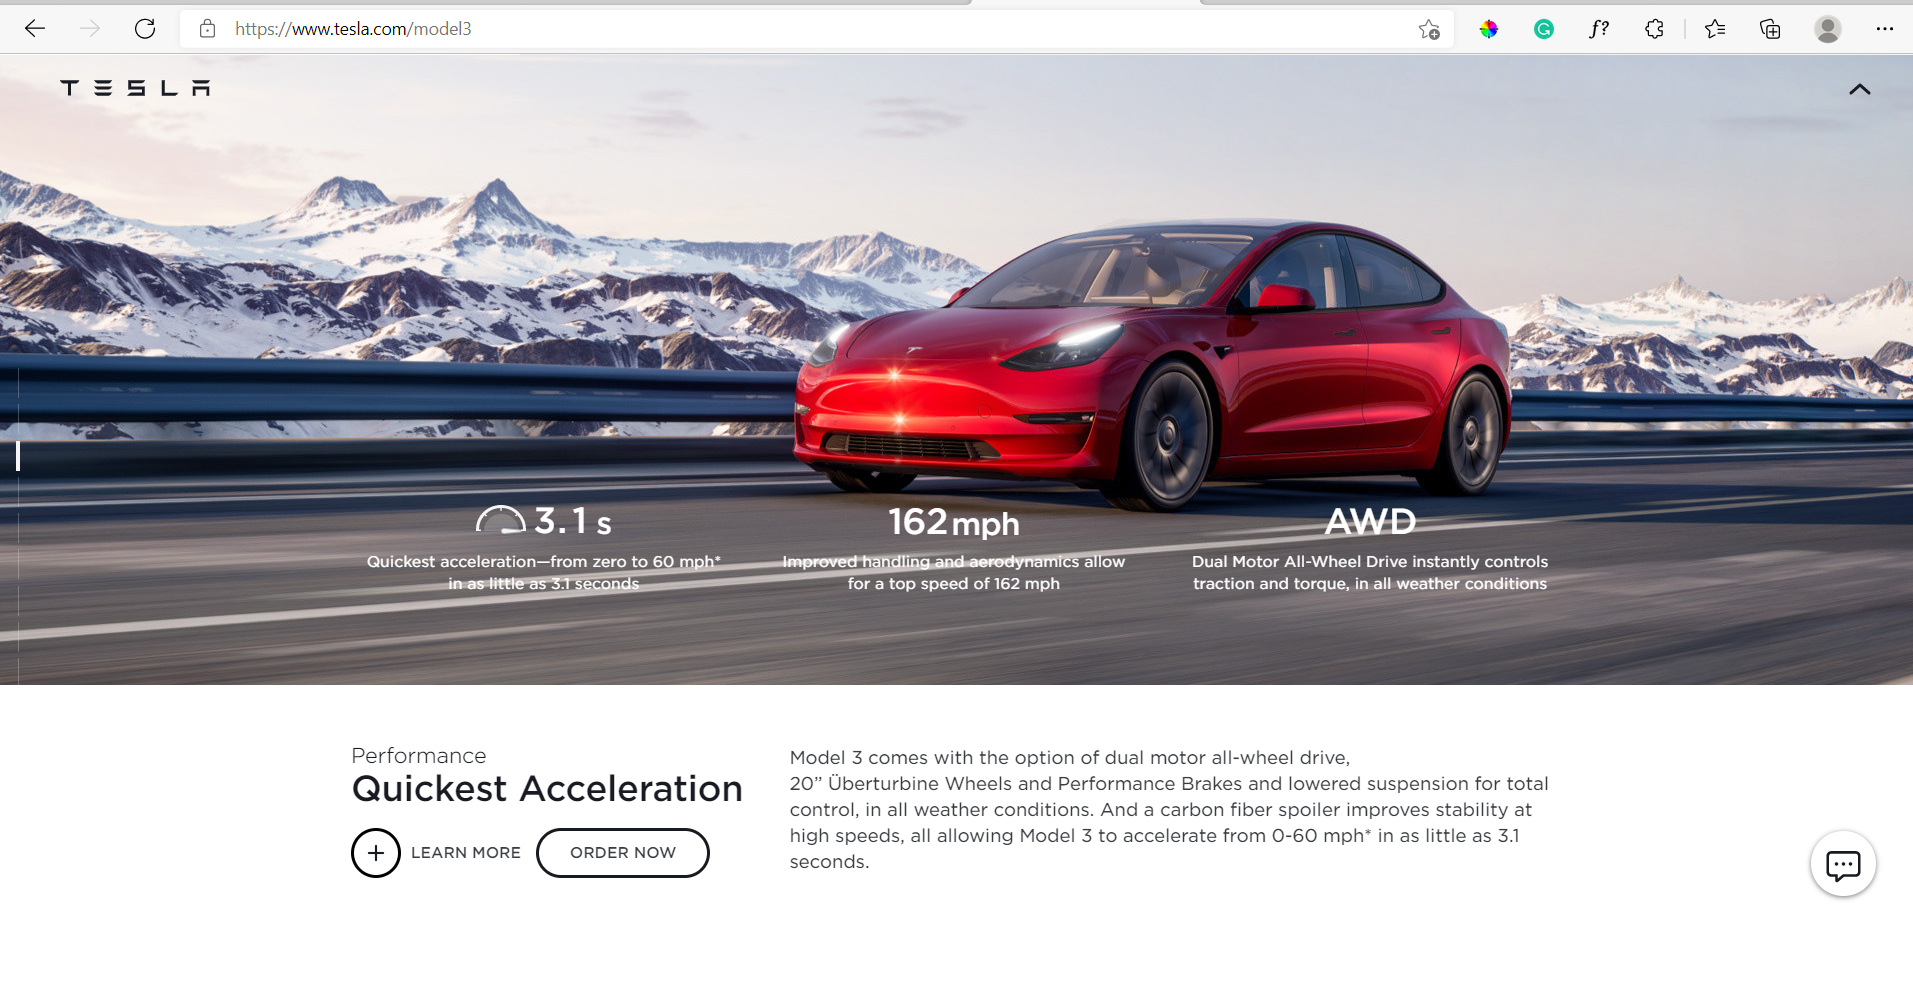 https://www.tesla.com/model3
f?
TESLA
3.1 s
Quickest acceleration—from zero to 60 mph*
in as little as 3.1 seconds
162 mph
Improved handling and aerodynamics allow
for a top speed of 162 mph
AWD
Dual Motor All-Wheel Drive instantly controls
traction and torque, in all weather conditions
Performance
Quickest Acceleration
LEARN MORE
ORDER NOW
Model 3 comes with the option of dual motor all-wheel drive,
20” Überturbine Wheels and Performance Brakes and lowered suspension for total
control, in all weather conditions. And a carbon fiber spoiler improves stability at
high speeds, all allowing Model 3 to accelerate from 0-60 mph* in as little as 3.1
seconds.